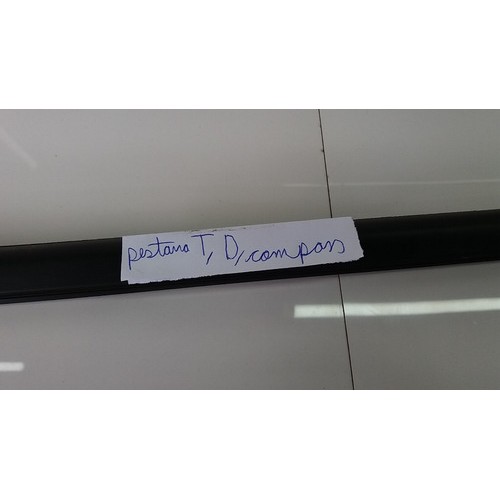 pestana T, D, compass